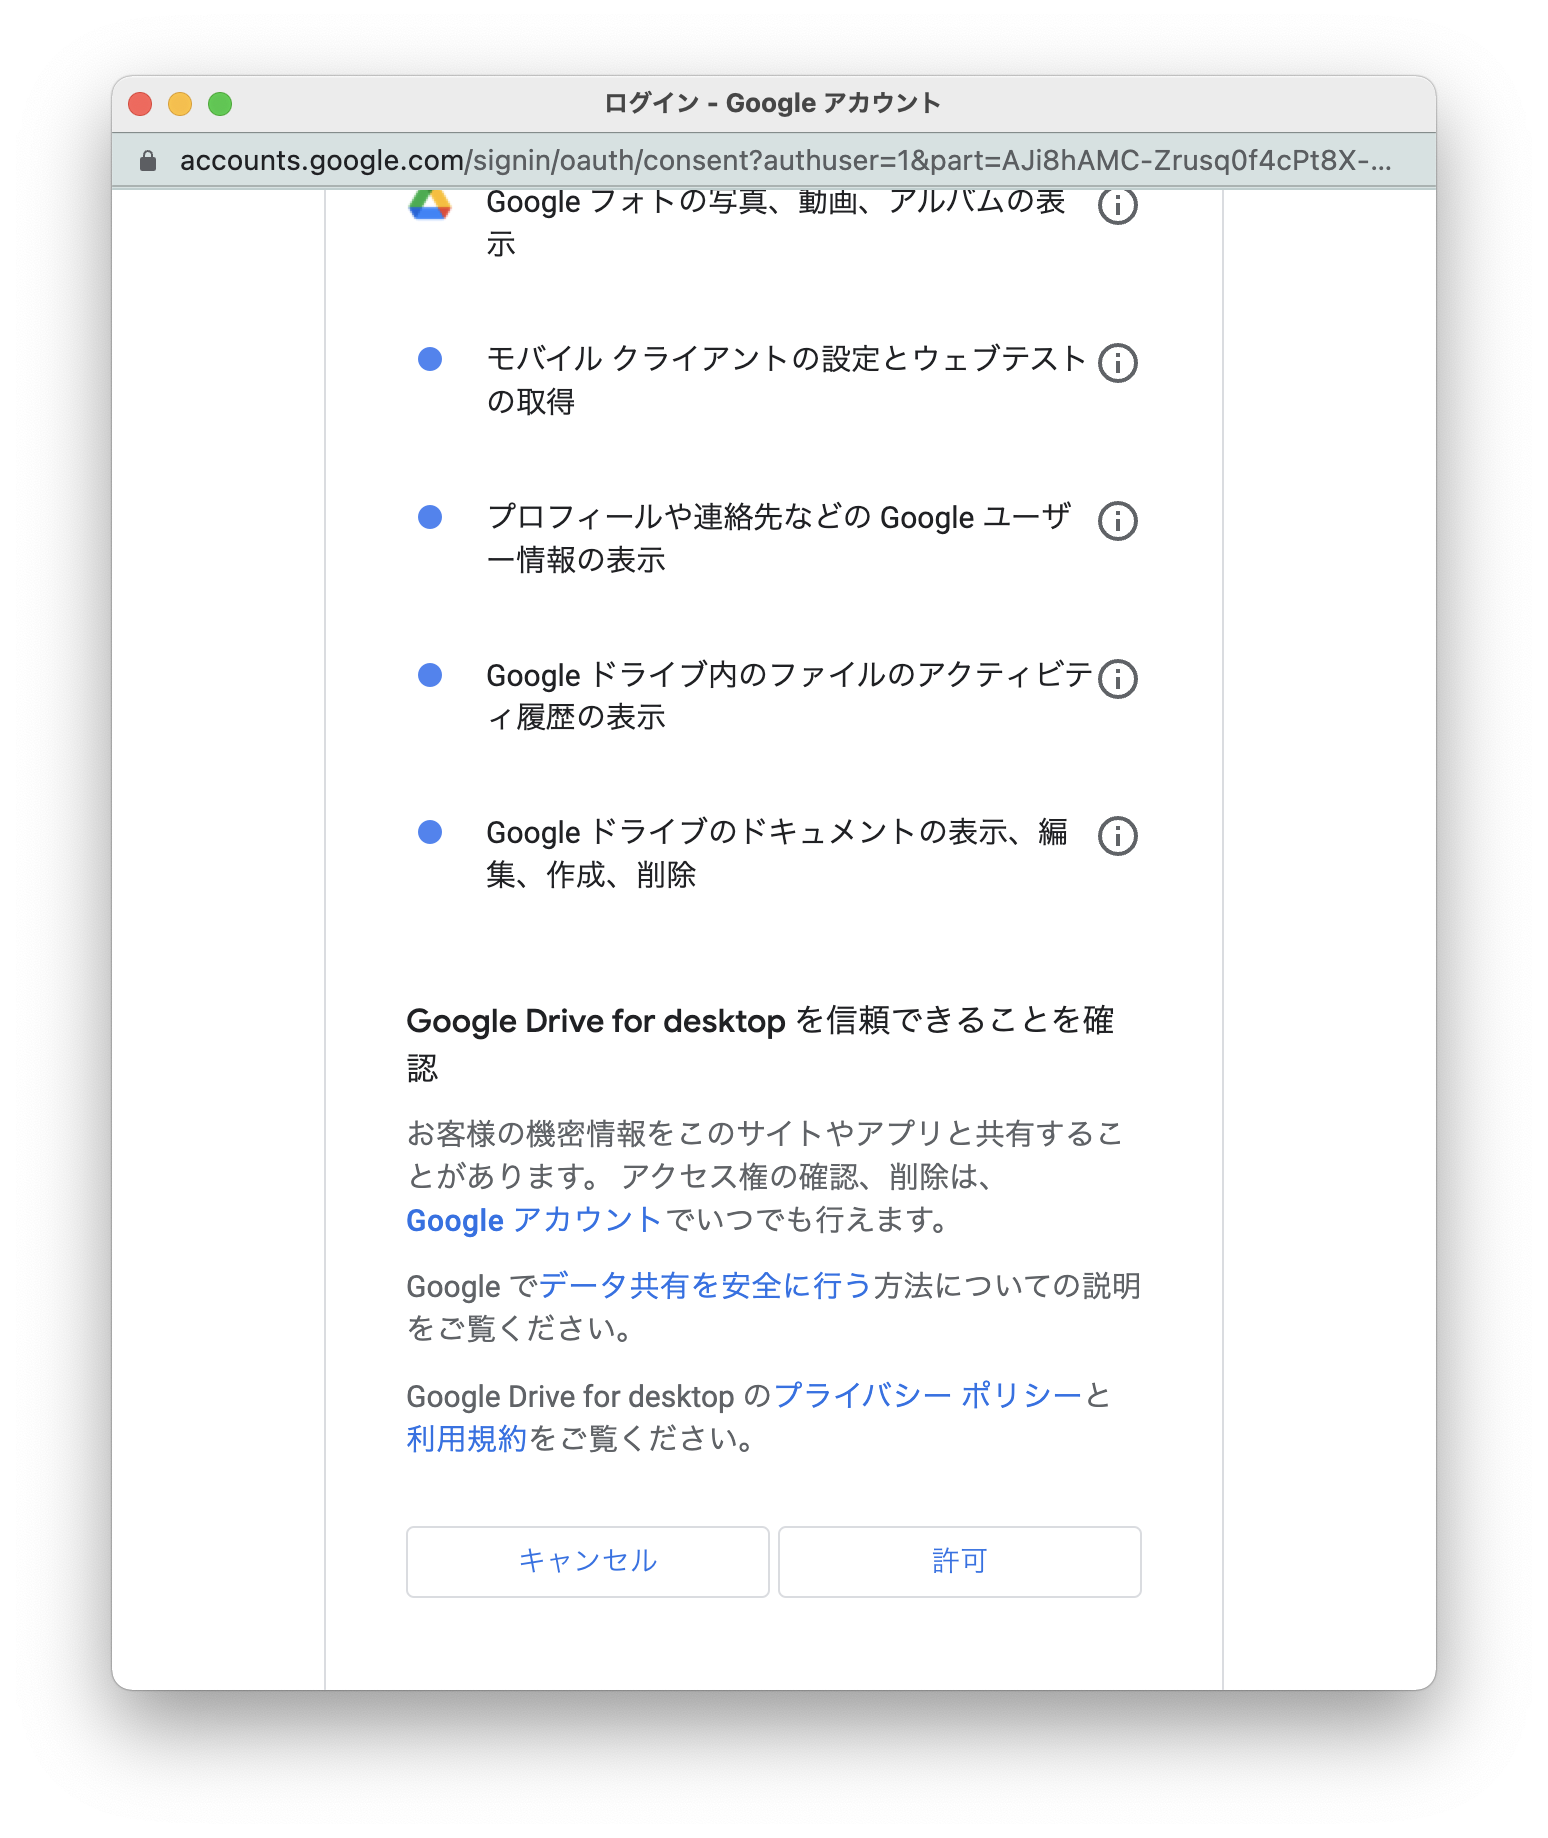 ログイン - Google アカウント
accounts.google.com/signin/oauth/consent?authuser=1&part=AJi8hAMC-Zrusq0f4cPt8X-...
Google フォトの写真、動画、アルバムの表
示
モバイル クライアントの設定とウェブテスト
の取得
プロフィールや連絡先などの Google ユーザ
ー情報の表示
Google ドライブ内のファイルのアクティビテ
ィ履歴の表示
Google ドライブのドキュメントの表示、編
集、作成、削除
Google Drive for desktop を信頼できることを確
認
お客様の機密情報をこのサイトやアプリと共有するこ
とがあります。 アクセス権の確認、削除は、
Google アカウントでいつでも行えます。
Google でデータ共有を安全に行う方法についての説明
をご覧ください。
Google Drive for desktop のプライバシー ポリシーと
利用規約をご覧ください。
キャンセル
許可